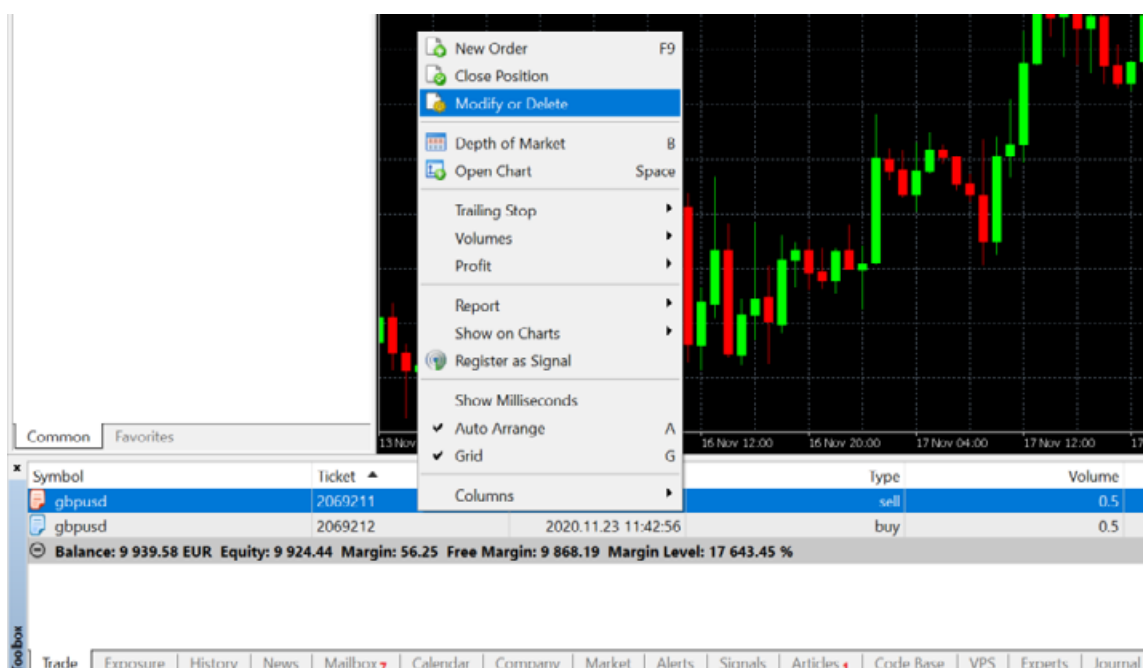 New Order F9
Close Position
Modify or Delete
Depth of Market B
Open Chart Space
Trailing Stop
Volumes
Profit
Report
Show on Charts
Register as Signal
Show Milliseconds
Auto Arrange A
Grid G
Columns
Common Favorites
13 Nov 16 Nov 12:00 16 Nov 20:00 17 Nov 04:00 17 Nov 12:00 17
Symbol Ticket Type Volume
gbpusd 2069211 sell 0.5
gbpusd 2069212 2020.11.23 11:42:56 buy 0.5
Balance: 9 939.58 EUR Equity: 9 924.44 Margin: 56.25 Free Margin: 9 868.19 Margin Level: 17 643.45 %
Toolbox
Trade Exposure History News Mailbox 7 Calendar Company Market Alerts Signals Articles 1 Code Base VPS Experts Journ